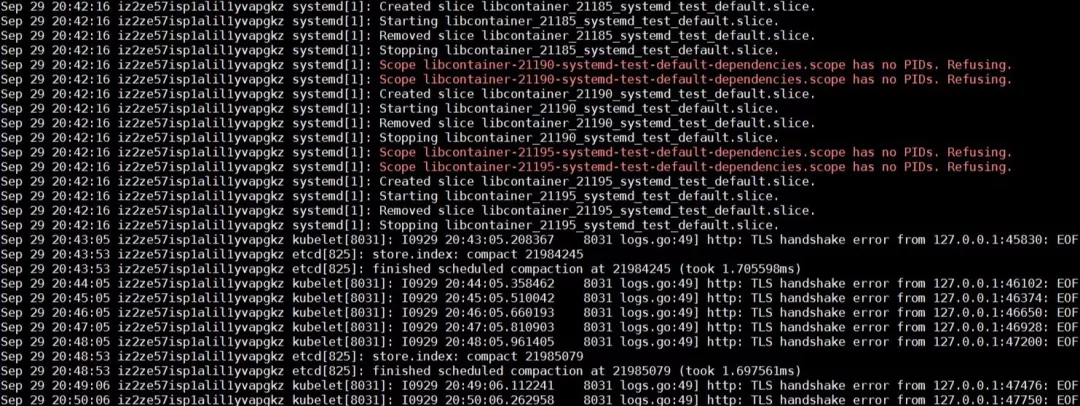 Sep 29 20:42:16 iz2ze57isp1alil1yvapgkz systemd[1]: Created slice libcontainer_21185_systemd_test_default.slice.
Sep 29 20:42:16 iz2ze57isp1alil1yvapgkz systemd[1]: Starting libcontainer_21185_systemd_test_default.slice.
Sep 29 20:42:16 iz2ze57isp1alil1yvapgkz systemd[1]: Removed slice libcontainer_21185_systemd_test_default.slice.
Sep 29 20:42:16 iz2ze57isp1alil1yvapgkz systemd[1]: Stopping libcontainer_21185_systemd_test_default.slice.
Sep 29 20:42:16 iz2ze57isp1alil1yvapgkz systemd[1]: Scope libcontainer-21190-systemd-test-default-dependencies.scope has no PIDs. Refusing.
Sep 29 20:42:16 iz2ze57isp1alil1yvapgkz systemd[1]: Scope libcontainer-21190-systemd-test-default-dependencies.scope has no PIDs. Refusing.
Sep 29 20:42:16 iz2ze57isp1alil1yvapgkz systemd[1]: Created slice libcontainer_21190_systemd_test_default.slice.
Sep 29 20:42:16 iz2ze57isp1alil1yvapgkz systemd[1]: Starting libcontainer_21190_systemd_test_default.slice.
Sep 29 20:42:16 iz2ze57isp1alil1yvapgkz systemd[1]: Removed slice libcontainer_21190_systemd_test_default.slice.
Sep 29 20:42:16 iz2ze57isp1alil1yvapgkz systemd[1]: Stopping libcontainer_21190_systemd_test_default.slice.
Sep 29 20:42:16 iz2ze57isp1alil1yvapgkz systemd[1]: Scope libcontainer-21195-systemd-test-default-dependencies.scope has no PIDs. Refusing.
Sep 29 20:42:16 iz2ze57isp1alil1yvapgkz systemd[1]: Scope libcontainer-21195-systemd-test-default-dependencies.scope has no PIDs. Refusing.
Sep 29 20:42:16 iz2ze57isp1alil1yvapgkz systemd[1]: Created slice libcontainer_21195_systemd_test_default.slice.
Sep 29 20:42:16 iz2ze57isp1alil1yvapgkz systemd[1]: Starting libcontainer_21195_systemd_test_default.slice.
Sep 29 20:42:16 iz2ze57isp1alil1yvapgkz systemd[1]: Removed slice libcontainer_21195_systemd_test_default.slice.
Sep 29 20:42:16 iz2ze57isp1alil1yvapgkz systemd[1]: Stopping libcontainer_21195_systemd_test_default.slice.
Sep 29 20:43:05 iz2ze57isp1alil1yvapgkz kubelet[8031]: I0929 20:43:05.208367    8031 logs.go:49] http: TLS handshake error from 127.0.0.1:45830: EOF
Sep 29 20:43:53 iz2ze57isp1alil1yvapgkz etcd[825]: store.index: compact 21984245
Sep 29 20:43:53 iz2ze57isp1alil1yvapgkz etcd[825]: finished scheduled compaction at 21984245 (took 1.705598ms)
Sep 29 20:44:05 iz2ze57isp1alil1yvapgkz kubelet[8031]: I0929 20:44:05.358462    8031 logs.go:49] http: TLS handshake error from 127.0.0.1:46102: EOF
Sep 29 20:45:05 iz2ze57isp1alil1yvapgkz kubelet[8031]: I0929 20:45:05.510042    8031 logs.go:49] http: TLS handshake error from 127.0.0.1:46374: EOF
Sep 29 20:46:05 iz2ze57isp1alil1yvapgkz kubelet[8031]: I0929 20:46:05.660193    8031 logs.go:49] http: TLS handshake error from 127.0.0.1:46650: EOF
Sep 29 20:47:05 iz2ze57isp1alil1yvapgkz kubelet[8031]: I0929 20:47:05.810903    8031 logs.go:49] http: TLS handshake error from 127.0.0.1:46928: EOF
Sep 29 20:48:05 iz2ze57isp1alil1yvapgkz kubelet[8031]: I0929 20:48:05.961405    8031 logs.go:49] http: TLS handshake error from 127.0.0.1:47200: EOF
Sep 29 20:48:53 iz2ze57isp1alil1yvapgkz etcd[825]: store.index: compact 21985079
Sep 29 20:48:53 iz2ze57isp1alil1yvapgkz etcd[825]: finished scheduled compaction at 21985079 (took 1.697561ms)
Sep 29 20:49:06 iz2ze57isp1alil1yvapgkz kubelet[8031]: I0929 20:49:06.112241    8031 logs.go:49] http: TLS handshake error from 127.0.0.1:47476: EOF
Sep 29 20:50:06 iz2ze57isp1alil1yvapgkz kubelet[8031]: I0929 20:50:06.262958    8031 logs.go:49] http: TLS handshake error from 127.0.0.1:47750: EOF